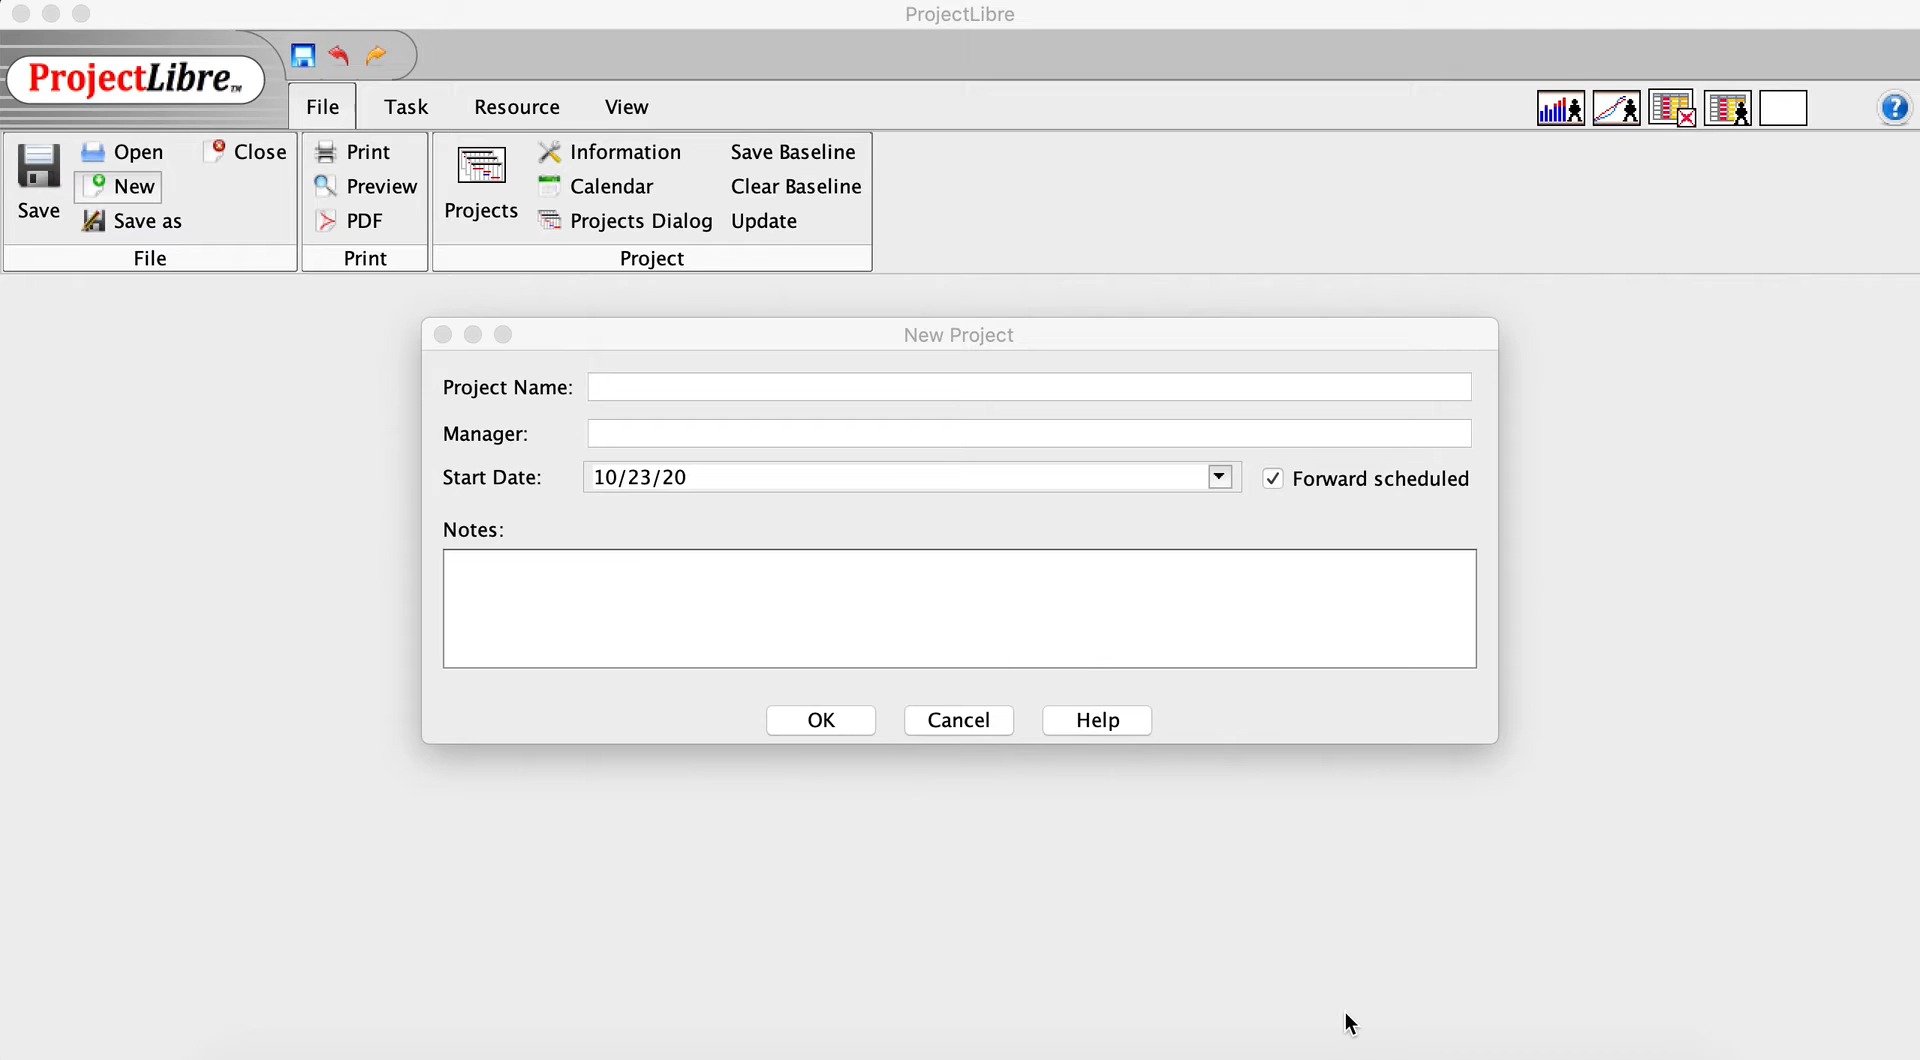 ProjectLibre
ProjectLibre™
File Task Resource View
Save
Open
New
Save as
Close
File
Print
Preview
PDF
Print
Projects
Information
Calendar
Projects Dialog
Save Baseline
Clear Baseline
Update
Project
?
New Project
Project Name:
Manager:
Start Date: 10/23/20 Forward scheduled
Notes:
OK Cancel Help